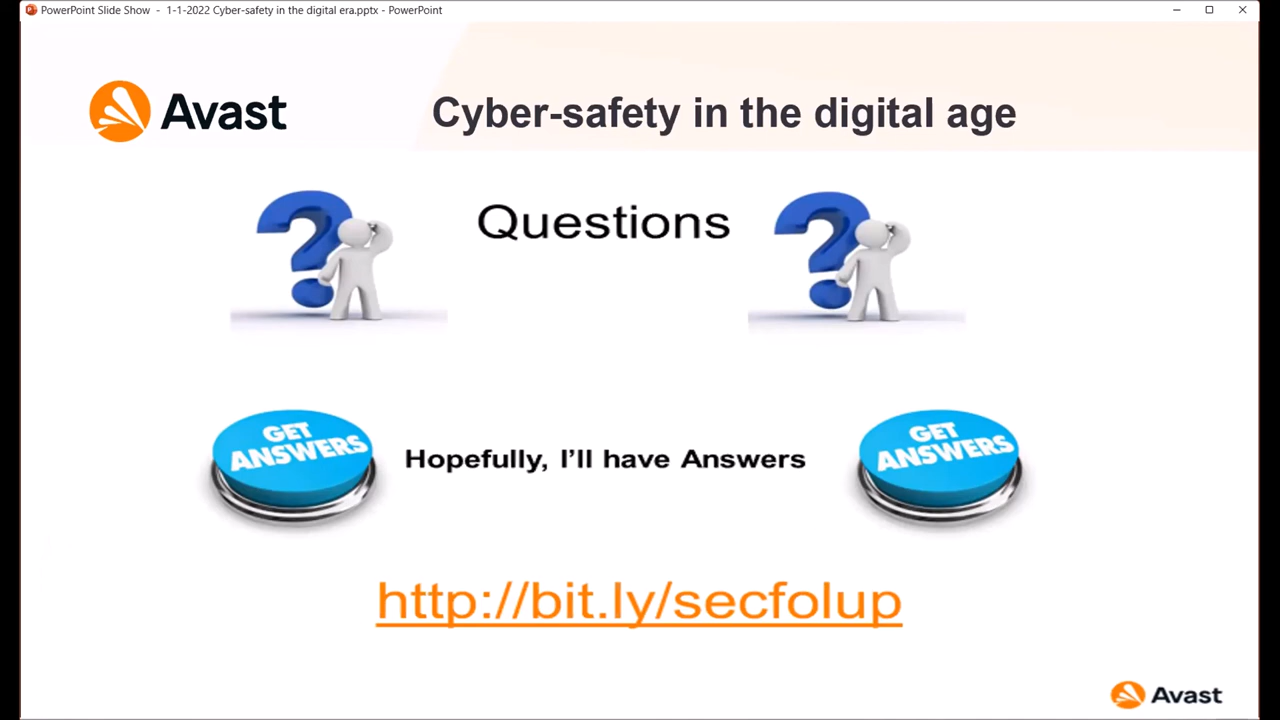 PowerPoint Slide Show - 1-1-2022 Cyber-safety in the digital era.pptx - PowerPoint
Avast
Cyber-safety in the digital age
Questions
GET ANSWERS
Hopefully, I'll have Answers
GET ANSWERS
http://bit.ly/secfolup
Avast